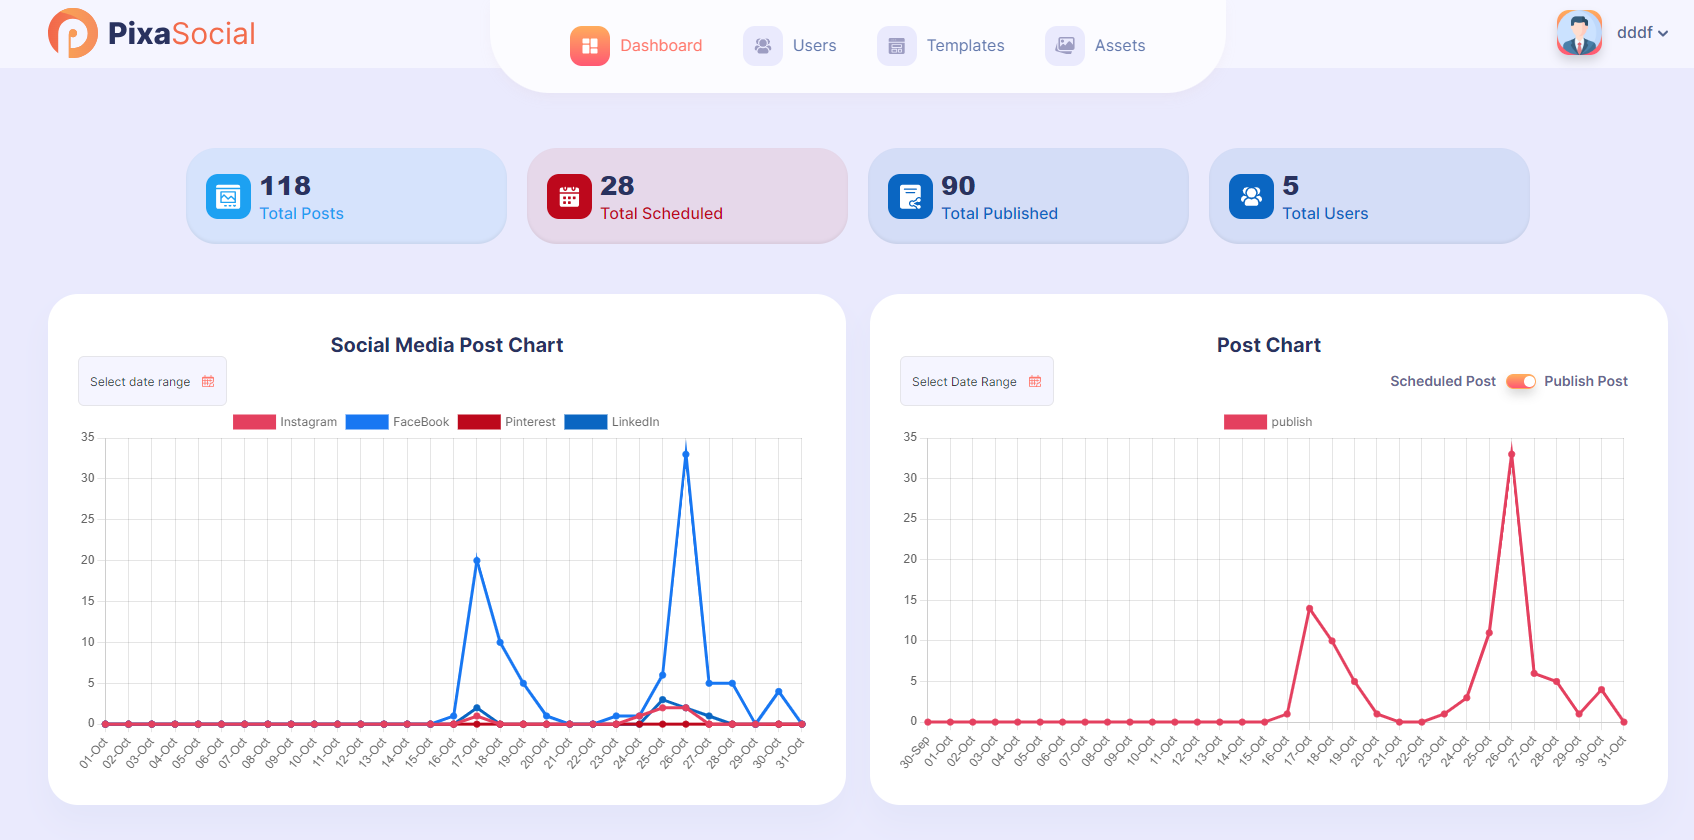 PixaSocial
Dashboard
Users
Templates
Assets
dddf
118
Total Posts
28
Total Scheduled
90
Total Published
5
Total Users
Social Media Post Chart
Select date range
Instagram FaceBook Pinterest LinkedIn
35
30
25
20
15
10
5
0
01-Oct 02-Oct 03-Oct 04-Oct 05-Oct 06-Oct 07-Oct 08-Oct 09-Oct 10-Oct 11-Oct 12-Oct 13-Oct 14-Oct 15-Oct 16-Oct 17-Oct 18-Oct 19-Oct 20-Oct 21-Oct 22-Oct 23-Oct 24-Oct 25-Oct 26-Oct 27-Oct 28-Oct 29-Oct 30-Oct 31-Oct
Post Chart
Select Date Range
Scheduled Post Publish Post
publish
35
30
25
20
15
10
5
0
30-Sep 01-Oct 02-Oct 03-Oct 04-Oct 05-Oct 06-Oct 07-Oct 08-Oct 09-Oct 10-Oct 11-Oct 12-Oct 13-Oct 14-Oct 15-Oct 16-Oct 17-Oct 18-Oct 19-Oct 20-Oct 21-Oct 22-Oct 23-Oct 24-Oct 25-Oct 26-Oct 27-Oct 28-Oct 29-Oct 30-Oct 31-Oct